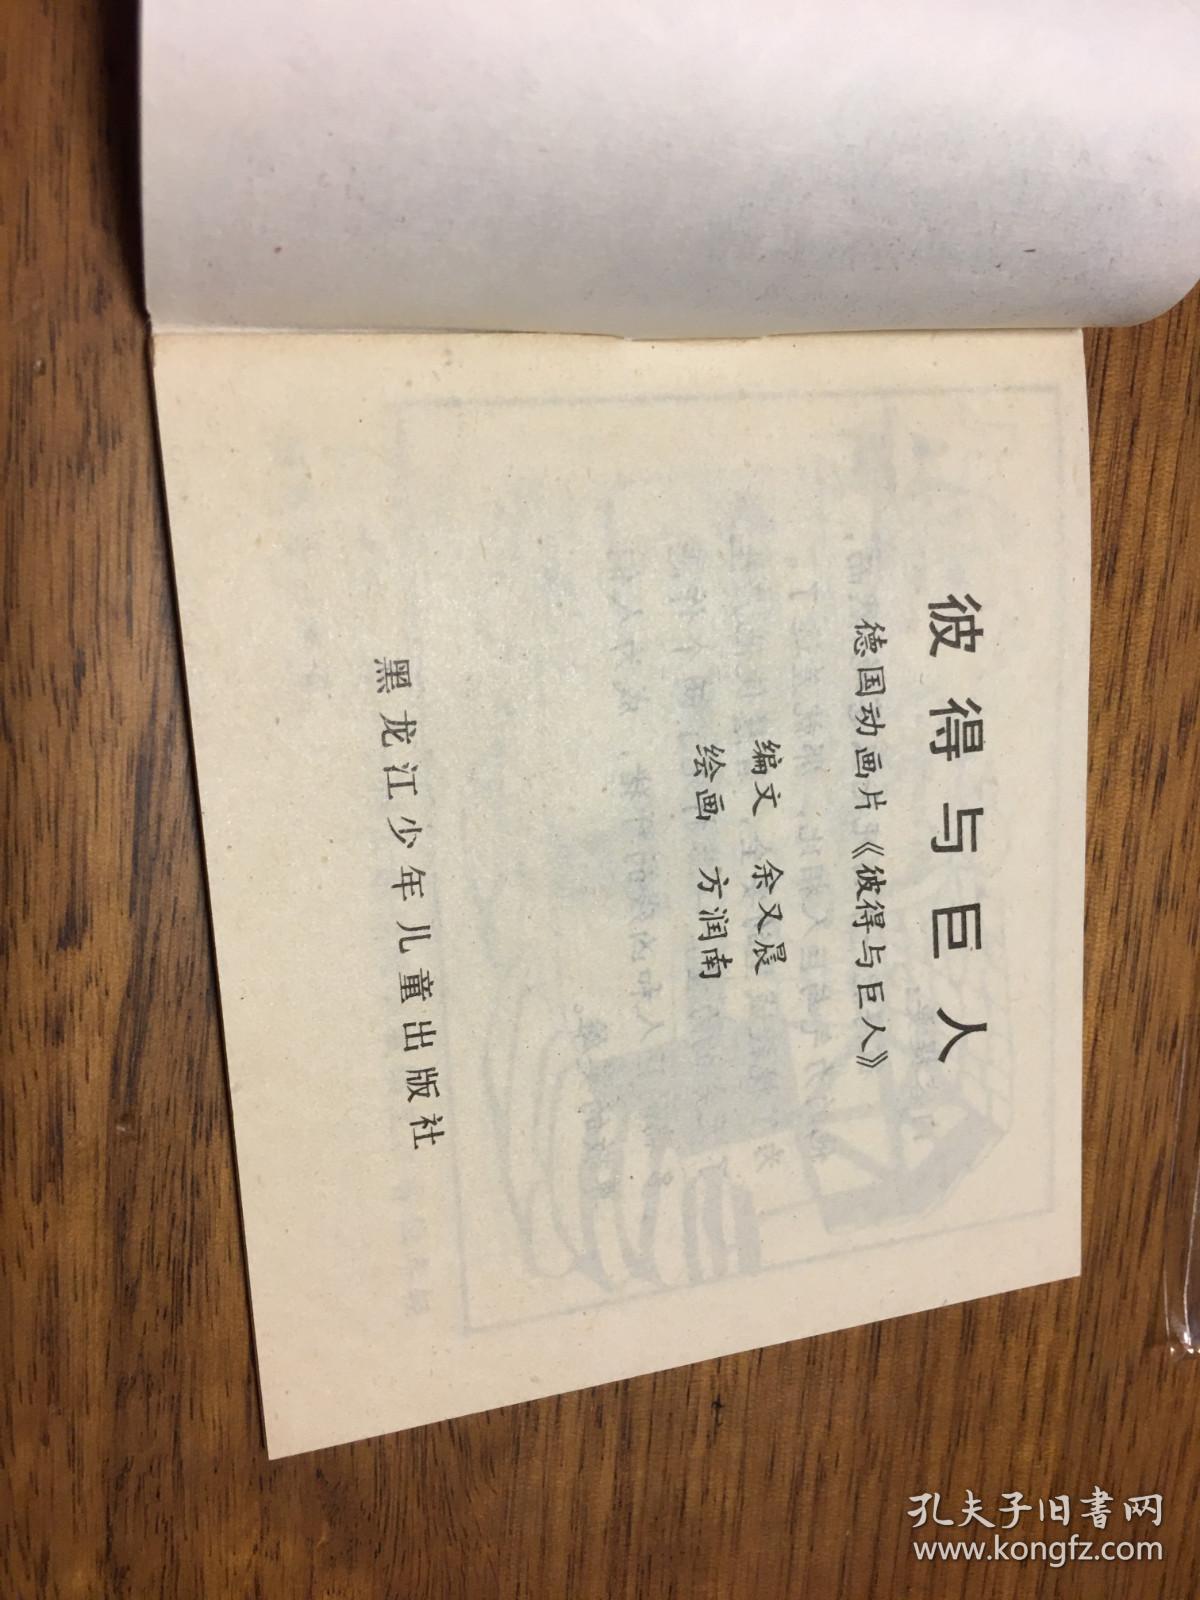 彼得与巨人
德国动画片《彼得与巨人》
编文 余又晨
绘画 方润南
黑龙江少年儿童出版社
孔夫子旧书网
www.kongfz.com